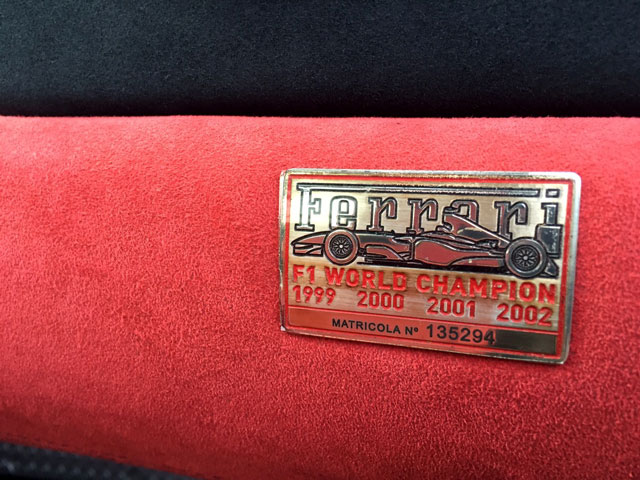 Ferrari
F1 WORLD CHAMPION
1999 2000 2001 2002
MATRICOLA Nº 135294